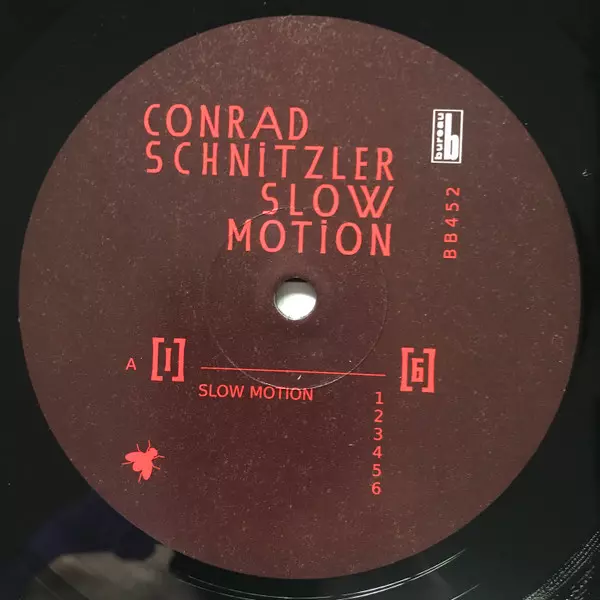 CONRAD
SCHNiTZLER
SLOW
MOTiON
bureau b
BB452
A [1] [6]
SLOW MOTION 1
2
3
4
5
6